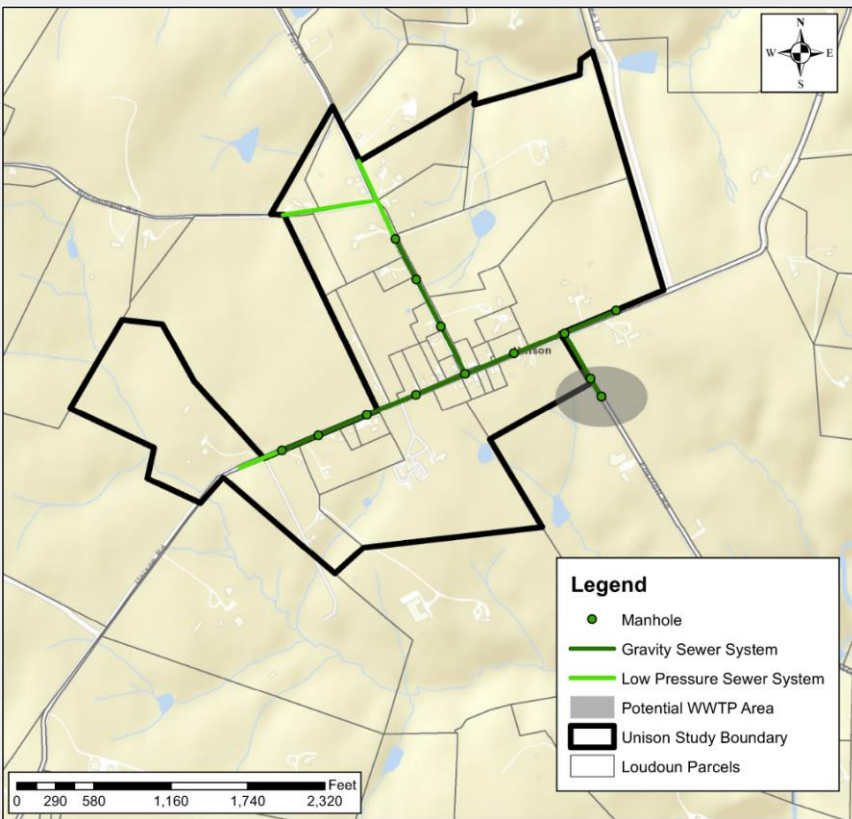 N
W E
S
Unison
Legend
Manhole
Gravity Sewer System
Low Pressure Sewer System
Potential WWTP Area
Unison Study Boundary
Loudoun Parcels
Feet
0 290 580 1,160 1,740 2,320